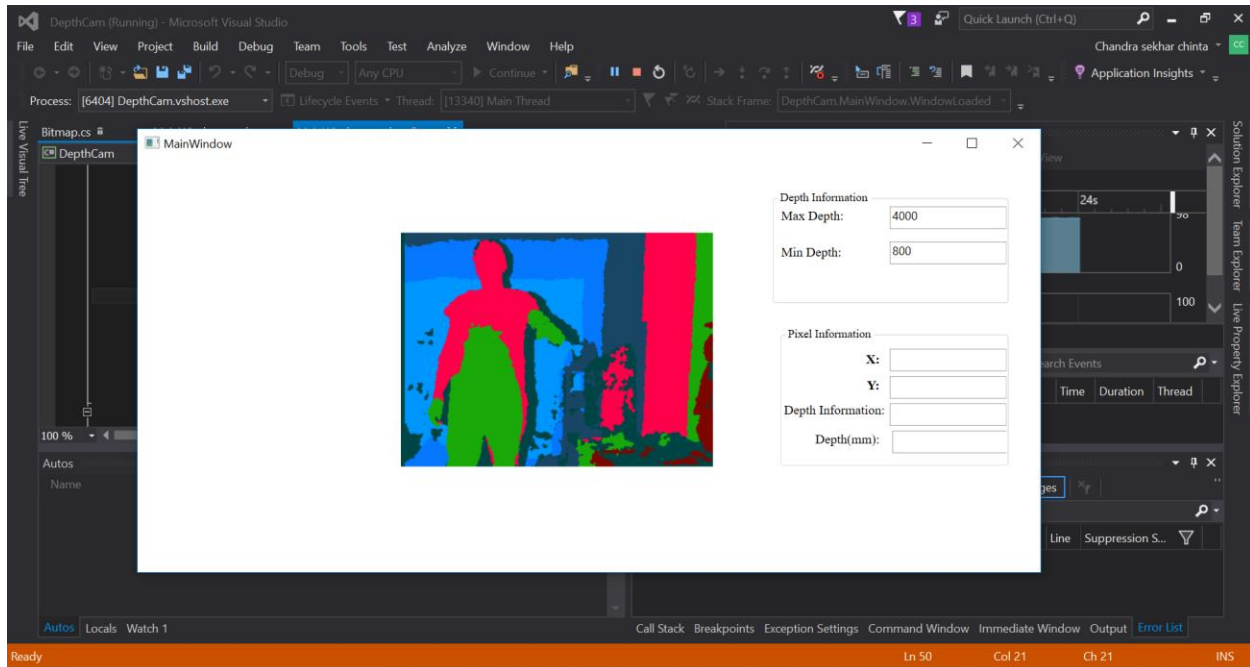 DepthCam (Running) - Microsoft Visual Studio
3
Quick Launch (Ctrl+Q)
File Edit View Project Build Debug Team Tools Test Analyze Window Help
Chandra sekhar chinta
CC
Debug Any CPU Continue
Application Insights
Process: [6404] DepthCam.vshost.exe Lifecycle Events Thread: [13340] Main Thread Stack Frame: DepthCam.MainWindow.WindowLoaded
Live Visual Tree
Bitmap.cs
DepthCam
MainWindow
Depth Information
Max Depth: 4000
Min Depth: 800
Pixel Information
X:
Y:
Depth Information:
Depth(mm):
24s
0
100
Time Duration Thread
Line Suppression S...
Solution Explorer
Team Explorer
Live Property Explorer
100 %
Autos
Name
Autos Locals Watch 1
Call Stack Breakpoints Exception Settings Command Window Immediate Window Output Error List
Ready
Ln 50 Col 21 Ch 21 INS